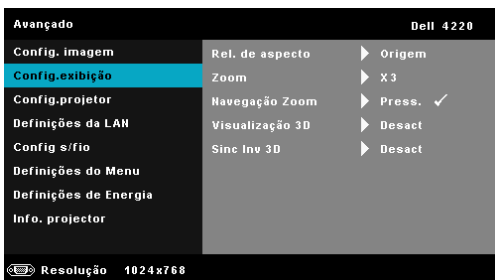 Avançado Dell 4220
Config. imagem
Config.exibição
Config.projetor
Definições da LAN
Config s/fio
Definições do Menu
Definições de Energia
Info. projector
Rel. de aspecto Origem
Zoom X3
Navegação Zoom Press. ✓
Visualização 3D Desact
Sinc Inv 3D Desact
Resolução 1024x768